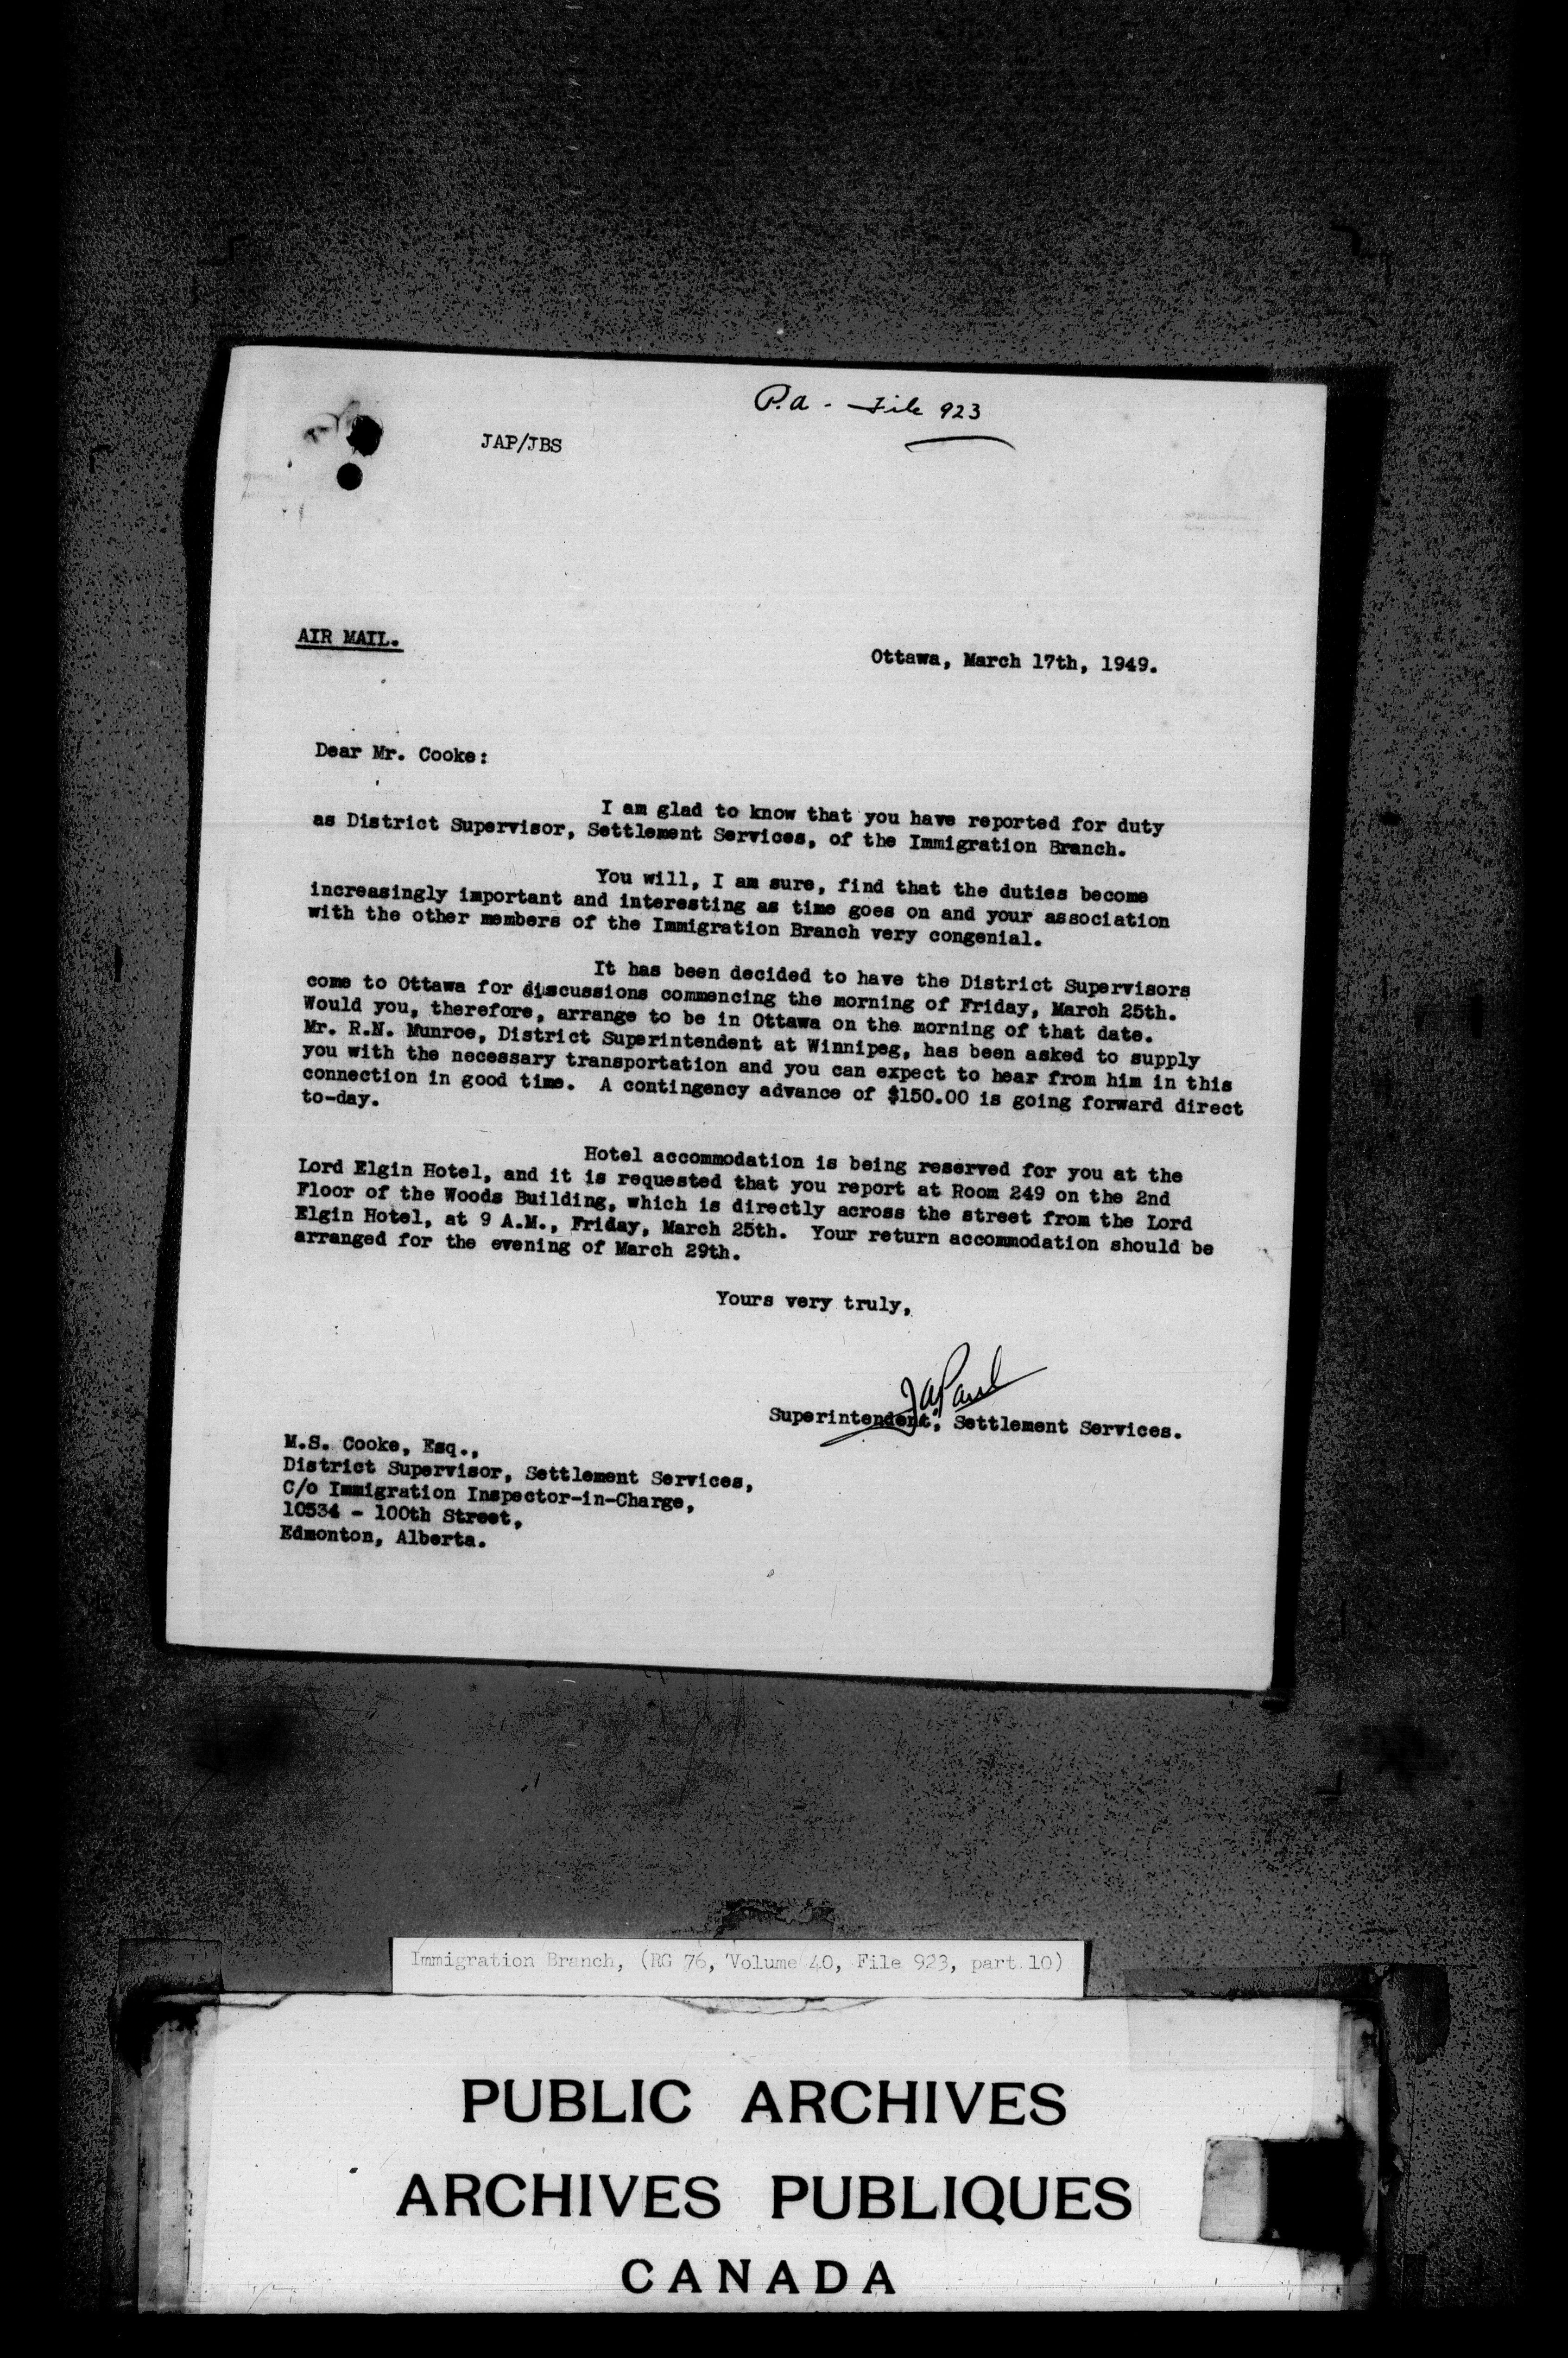 P.a - File 923
JAP/JBS
AIR MAIL.
Ottawa, March 17th, 1949.
Dear Mr. Cooke:
I am glad to know that you have reported for duty
as District Supervisor, Settlement Services, of the Immigration Branch.
You will, I am sure, find that the duties become
increasingly important and interesting as time goes on and your association
with the other members of the Immigration Branch very congenial.
It has been decided to have the District Supervisors
come to Ottawa for discussions commencing the morning of Friday, March 25th.
Would you, therefore, arrange to be in Ottawa on the morning of that date.
Mr. R.N. Munroe, District Superintendent at Winnipeg, has been asked to supply
you with the necessary transportation and you can expect to hear from him in this
connection in good time. A contingency advance of $150.00 is going forward direct
to-day.
Hotel accommodation is being reserved for you at the
Lord Elgin Hotel, and it is requested that you report at Room 249 on the 2nd
Floor of the Woods Building, which is directly across the street from the Lord
Elgin Hotel, at 9 A.M., Friday, March 25th. Your return accommodation should be
arranged for the evening of March 29th.
Yours very truly,
JAPaul
Superintendent, Settlement Services.
M.S. Cooke, Esq.,
District Supervisor, Settlement Services,
C/o Immigration Inspector-in-Charge,
10534 - 100th Street,
Edmonton, Alberta.
Immigration Branch, (RG 76, Volume 40, File 923, part 10)
PUBLIC ARCHIVES
ARCHIVES PUBLIQUES
CANADA